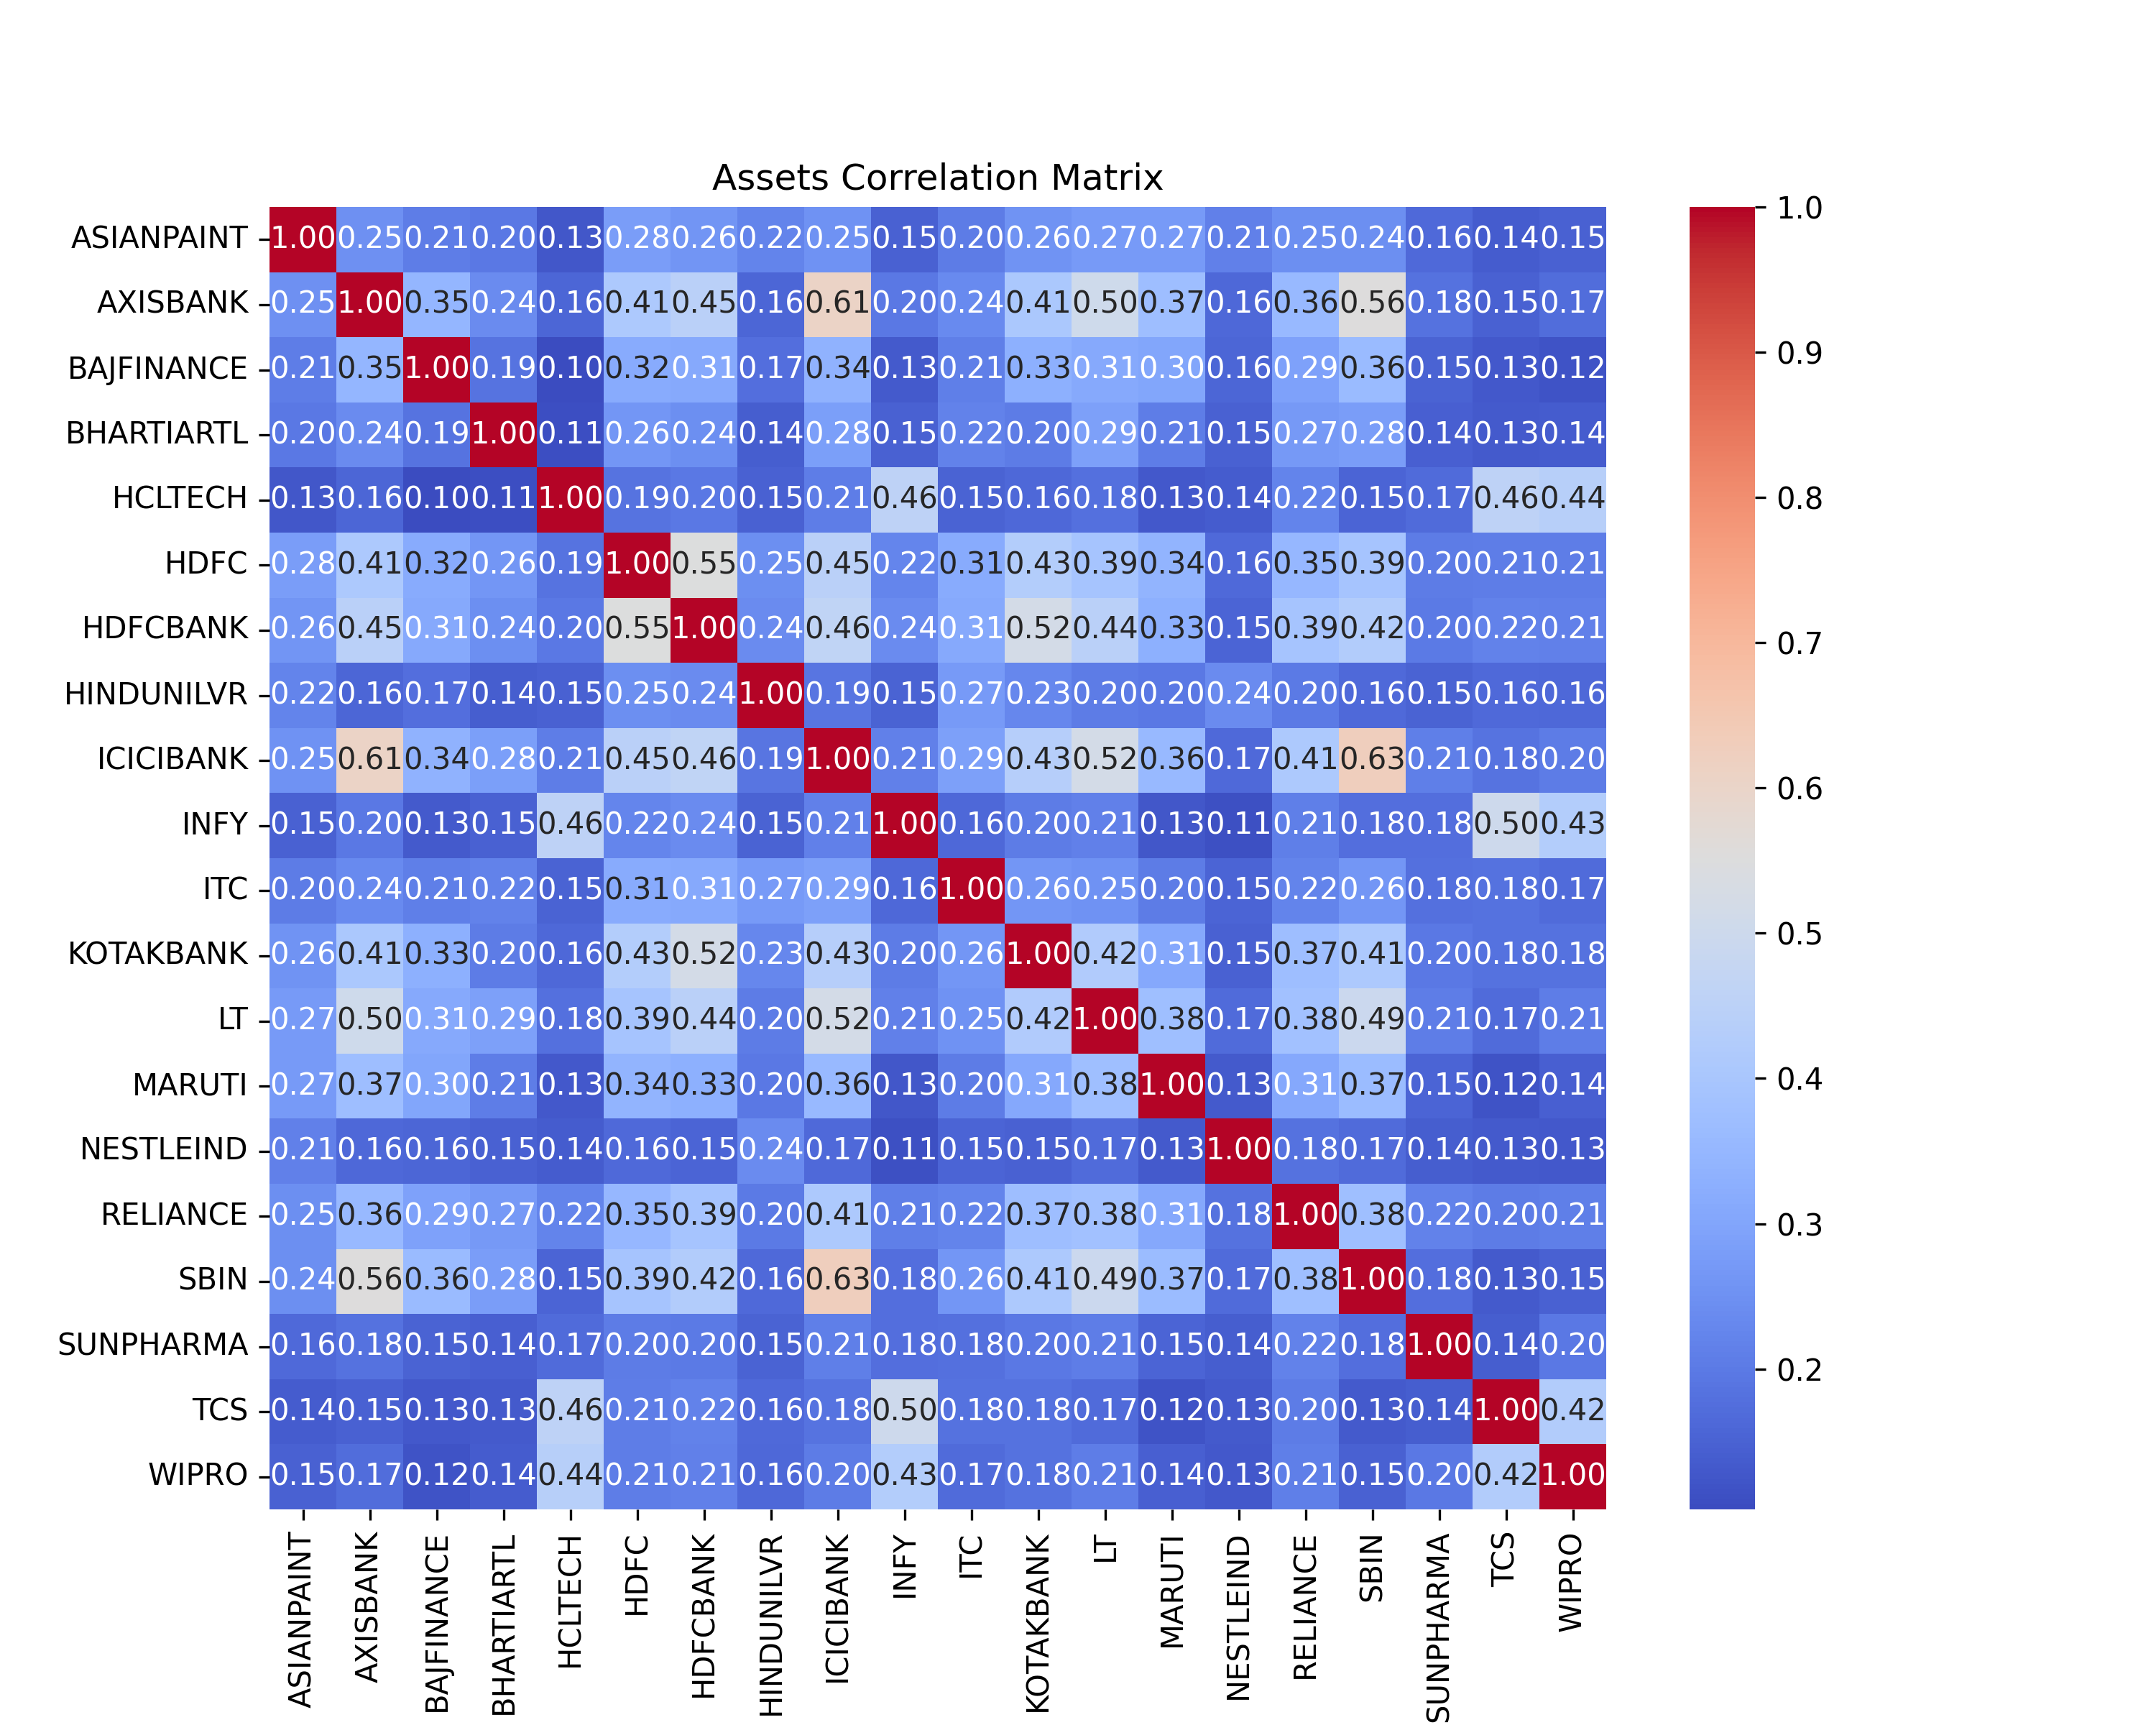 Assets Correlation Matrix
ASIANPAINT 1.00 0.25 0.21 0.20 0.13 0.28 0.26 0.22 0.25 0.15 0.20 0.26 0.27 0.27 0.21 0.25 0.24 0.16 0.14 0.15
AXISBANK 0.25 1.00 0.35 0.24 0.16 0.41 0.45 0.16 0.61 0.20 0.24 0.41 0.50 0.37 0.16 0.36 0.56 0.18 0.15 0.17
BAJFINANCE 0.21 0.35 1.00 0.19 0.10 0.32 0.31 0.17 0.34 0.13 0.21 0.33 0.31 0.30 0.16 0.29 0.36 0.15 0.13 0.12
BHARTIARTL 0.20 0.24 0.19 1.00 0.11 0.26 0.24 0.14 0.28 0.15 0.22 0.20 0.29 0.21 0.15 0.27 0.28 0.14 0.13 0.14
HCLTECH 0.13 0.16 0.10 0.11 1.00 0.19 0.20 0.15 0.21 0.46 0.15 0.16 0.18 0.13 0.14 0.22 0.15 0.17 0.46 0.44
HDFC 0.28 0.41 0.32 0.26 0.19 1.00 0.55 0.25 0.45 0.22 0.31 0.43 0.39 0.34 0.16 0.35 0.39 0.20 0.21 0.21
HDFCBANK 0.26 0.45 0.31 0.24 0.20 0.55 1.00 0.24 0.46 0.24 0.31 0.52 0.44 0.33 0.15 0.39 0.42 0.20 0.22 0.21
HINDUNILVR 0.22 0.16 0.17 0.14 0.15 0.25 0.24 1.00 0.19 0.15 0.27 0.23 0.20 0.20 0.24 0.20 0.16 0.15 0.16 0.16
ICICIBANK 0.25 0.61 0.34 0.28 0.21 0.45 0.46 0.19 1.00 0.21 0.29 0.43 0.52 0.36 0.17 0.41 0.63 0.21 0.18 0.20
INFY 0.15 0.20 0.13 0.15 0.46 0.22 0.24 0.15 0.21 1.00 0.16 0.20 0.21 0.13 0.11 0.21 0.18 0.18 0.50 0.43
ITC 0.20 0.24 0.21 0.22 0.15 0.31 0.31 0.27 0.29 0.16 1.00 0.26 0.25 0.20 0.15 0.22 0.26 0.18 0.18 0.17
KOTAKBANK 0.26 0.41 0.33 0.20 0.16 0.43 0.52 0.23 0.43 0.20 0.26 1.00 0.42 0.31 0.15 0.37 0.41 0.20 0.18 0.18
LT 0.27 0.50 0.31 0.29 0.18 0.39 0.44 0.20 0.52 0.21 0.25 0.42 1.00 0.38 0.17 0.38 0.49 0.21 0.17 0.21
MARUTI 0.27 0.37 0.30 0.21 0.13 0.34 0.33 0.20 0.36 0.13 0.20 0.31 0.38 1.00 0.13 0.31 0.37 0.15 0.12 0.14
NESTLEIND 0.21 0.16 0.16 0.15 0.14 0.16 0.15 0.24 0.17 0.11 0.15 0.15 0.17 0.13 1.00 0.18 0.17 0.14 0.13 0.13
RELIANCE 0.25 0.36 0.29 0.27 0.22 0.35 0.39 0.20 0.41 0.21 0.22 0.37 0.38 0.31 0.18 1.00 0.38 0.22 0.20 0.21
SBIN 0.24 0.56 0.36 0.28 0.15 0.39 0.42 0.16 0.63 0.18 0.26 0.41 0.49 0.37 0.17 0.38 1.00 0.18 0.13 0.15
SUNPHARMA 0.16 0.18 0.15 0.14 0.17 0.20 0.20 0.15 0.21 0.18 0.18 0.20 0.21 0.15 0.14 0.22 0.18 1.00 0.14 0.20
TCS 0.14 0.15 0.13 0.13 0.46 0.21 0.22 0.16 0.18 0.50 0.18 0.18 0.17 0.12 0.13 0.20 0.13 0.14 1.00 0.42
WIPRO 0.15 0.17 0.12 0.14 0.44 0.21 0.21 0.16 0.20 0.43 0.17 0.18 0.21 0.14 0.13 0.21 0.15 0.20 0.42 1.00
ASIANPAINT
AXISBANK
BAJFINANCE
BHARTIARTL
HCLTECH
HDFC
HDFCBANK
HINDUNILVR
ICICIBANK
INFY
ITC
KOTAKBANK
LT
MARUTI
NESTLEIND
RELIANCE
SBIN
SUNPHARMA
TCS
WIPRO
1.0
0.9
0.8
0.7
0.6
0.5
0.4
0.3
0.2